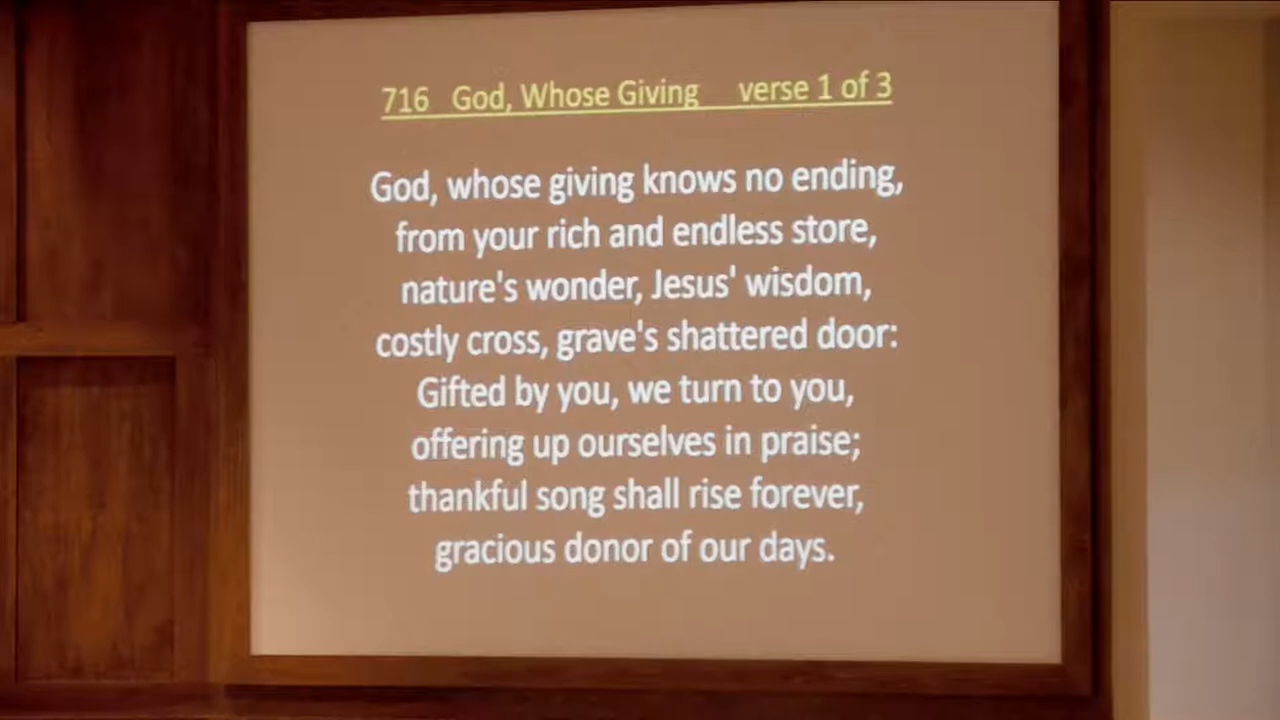 716 God, Whose Giving verse 1 of 3
God, whose giving knows no ending,
from your rich and endless store,
nature's wonder, Jesus' wisdom,
costly cross, grave's shattered door:
Gifted by you, we turn to you,
offering up ourselves in praise;
thankful song shall rise forever,
gracious donor of our days.